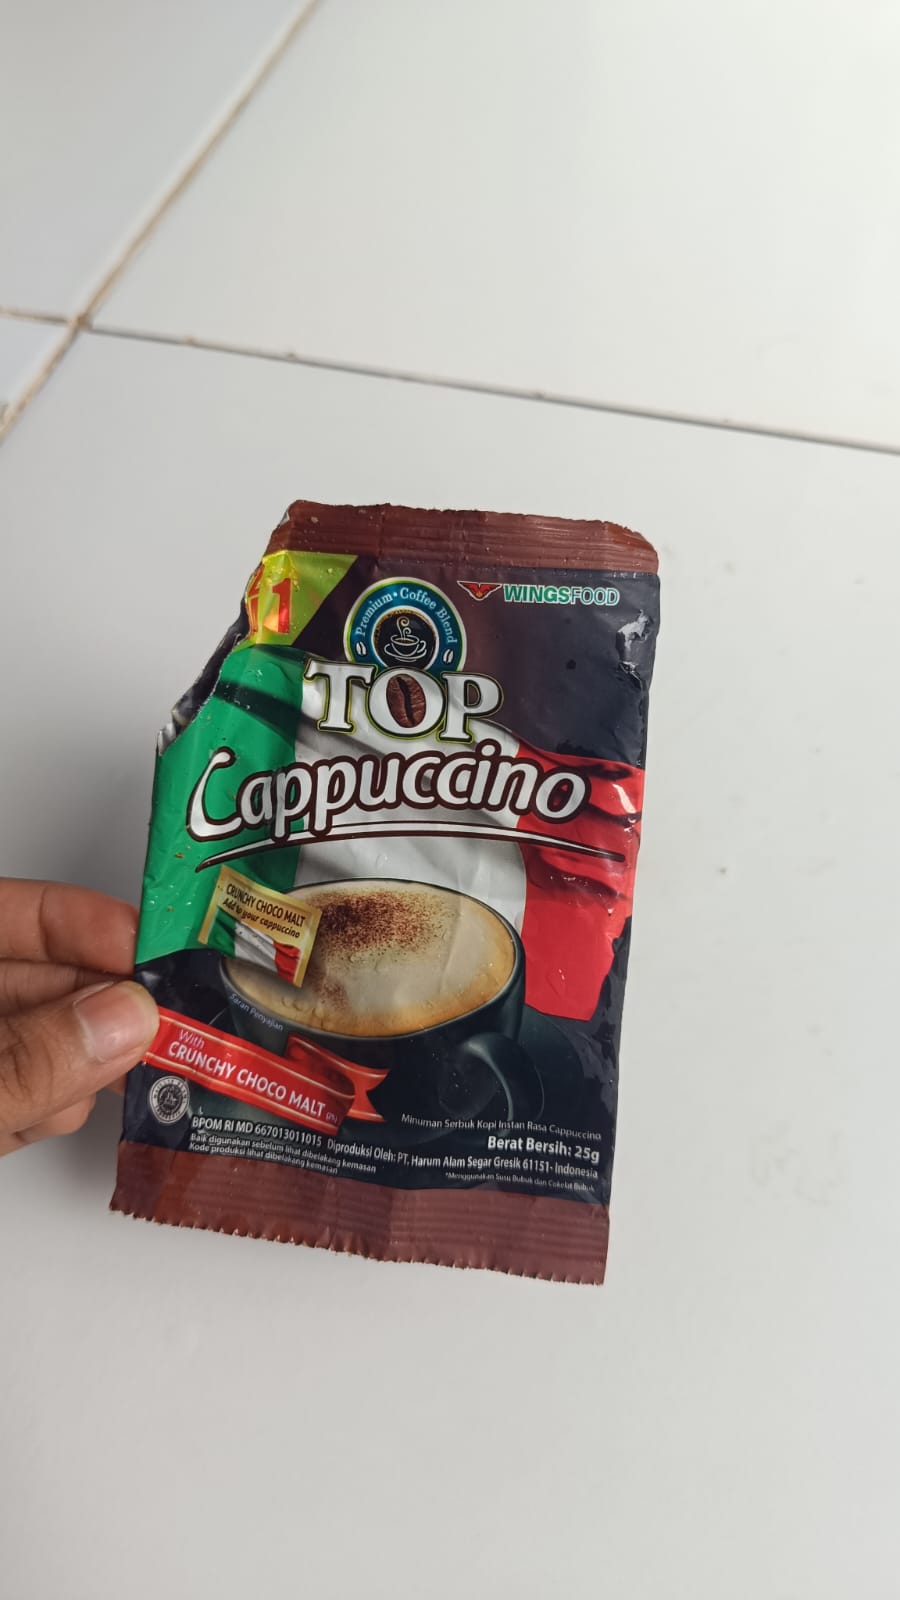 1
WINGSFOOD
Premium • Coffee Blend
TOP
Cappuccino
CRUNCHY CHOCO MALT
Add to your cappuccino
Saran Penyajian
With
CRUNCHY CHOCO MALT
Minuman Serbuk Kopi Instan Rasa Cappuccino
Berat Bersih: 25g
BPOM RI MD 667013011015 Diproduksi Oleh: PT. Harum Alam Segar Gresik 61151- Indonesia
Baik digunakan sebelum lihat dibelakang kemasan
Kode produksi lihat dibelakang kemasan
*Menggunakan Susu Bubuk dan Cokelat Bubuk